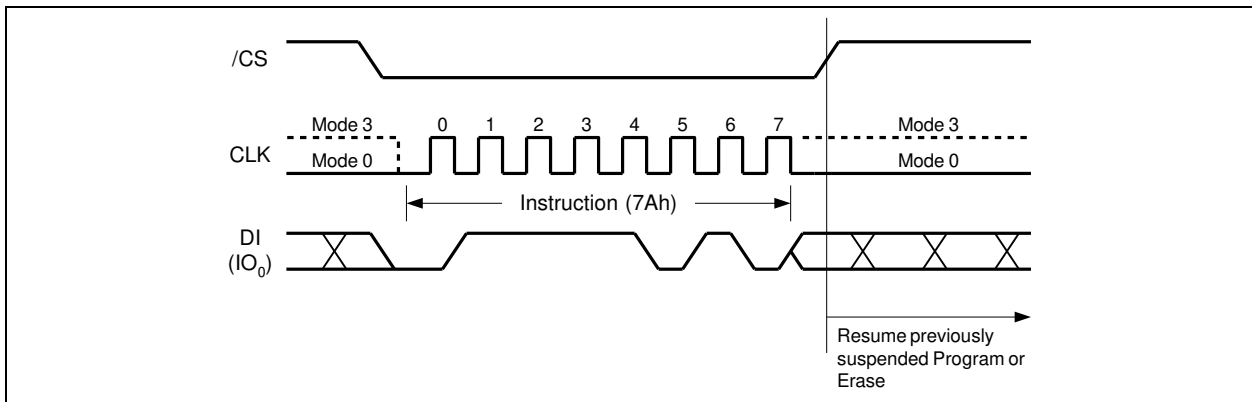 /CS
Mode 3
0 1 2 3 4 5 6 7
Mode 3
CLK
Mode 0
Mode 0
Instruction (7Ah)
DI
(IO0)
Resume previously
suspended Program or
Erase